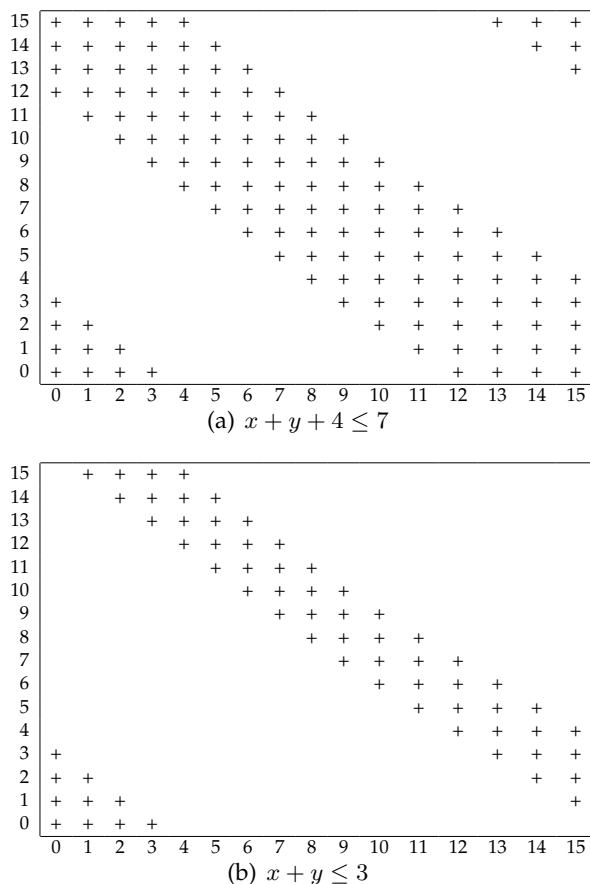 15 + + + + + + + +
14 + + + + + + + +
13 + + + + + + + +
12 + + + + + + + +
11 + + + + + + + +
10 + + + + + + + +
9 + + + + + + + +
8 + + + + + + + +
7 + + + + + + + +
6 + + + + + + + +
5 + + + + + + + +
4 + + + + + + + +
3 + + + + + + + +
2 + + + + + + + +
1 + + + + + + + +
0 + + + + + + + +
0 1 2 3 4 5 6 7 8 9 10 11 12 13 14 15
(a) x + y + 4 ≤ 7
15 + + + +
14 + + + +
13 + + + +
12 + + + +
11 + + + +
10 + + + +
9 + + + +
8 + + + +
7 + + + +
6 + + + +
5 + + + +
4 + + + +
3 + + + +
2 + + + +
1 + + + +
0 + + + +
0 1 2 3 4 5 6 7 8 9 10 11 12 13 14 15
(b) x + y ≤ 3